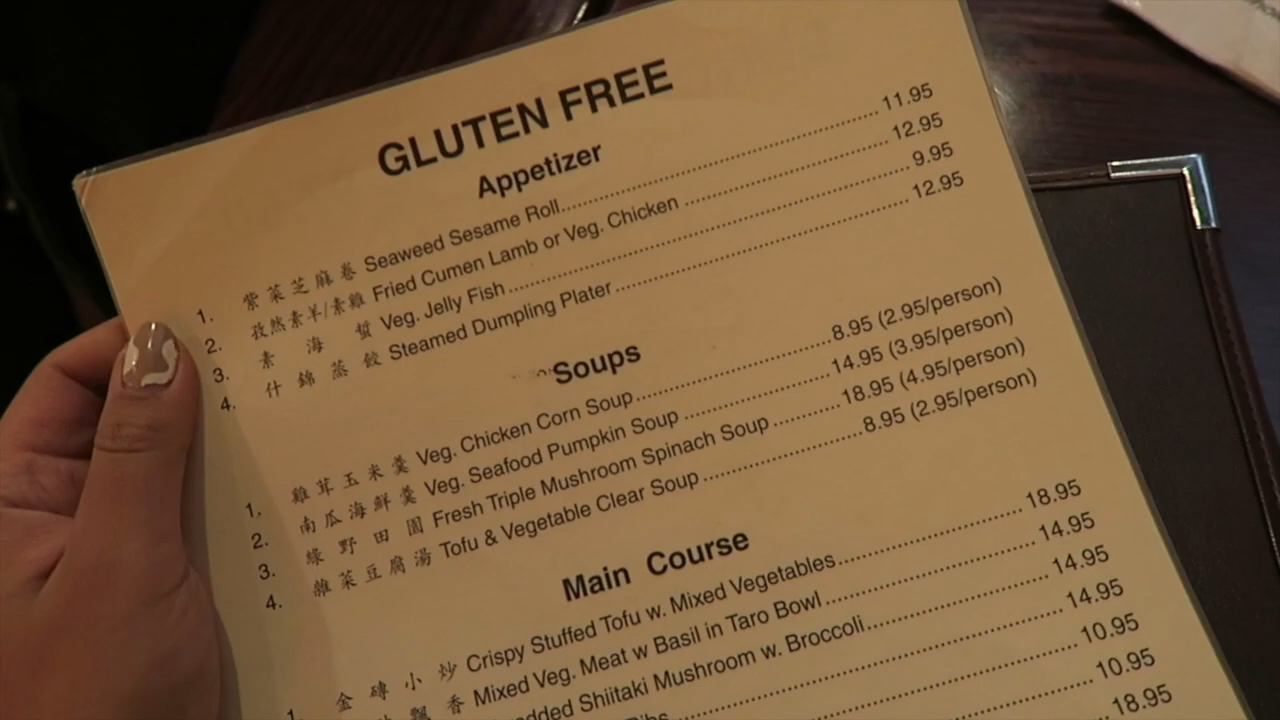 GLUTEN FREE
Appetizer
1. 紫菜芝麻卷 Seaweed Sesame Roll 11.95
2. 孜然素羊/素雞 Fried Cumen Lamb or Veg. Chicken 12.95
3. 素海蜇 Veg. Jelly Fish 9.95
4. 什錦蒸餃 Steamed Dumpling Plater 12.95
Soups
1. 雞茸玉米羹 Veg. Chicken Corn Soup 8.95 (2.95/person)
2. 南瓜海鮮羹 Veg. Seafood Pumpkin Soup 14.95 (3.95/person)
3. 綠野田園 Fresh Triple Mushroom Spinach Soup 18.95 (4.95/person)
4. 雜菜豆腐湯 Tofu & Vegetable Clear Soup 8.95 (2.95/person)
Main Course
1. 金磚小炒 Crispy Stuffed Tofu w. Mixed Vegetables 18.95
飄香 Mixed Veg. Meat w Basil in Taro Bowl 14.95
Shiitaki Mushroom w. Broccoli 14.95
Ribs 14.95
10.95
10.95
18.95